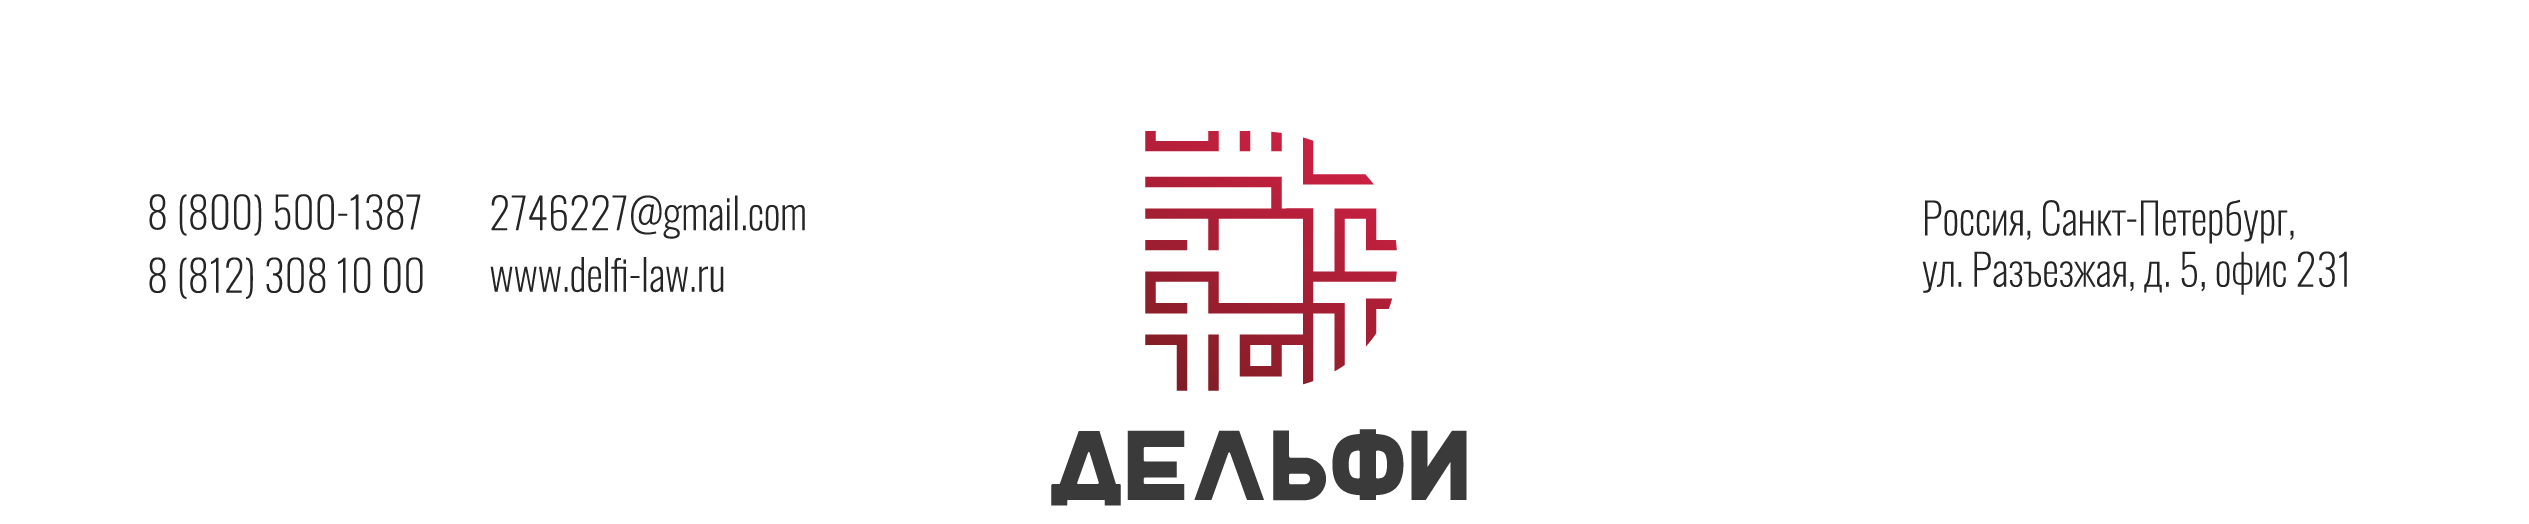 8 (800) 500-1387
8 (812) 308 10 00
2746227@gmail.com
www.delfi-law.ru
ДЕЛЬФИ
Россия, Санкт-Петербург,
ул. Разъезжая, д. 5, офис 231